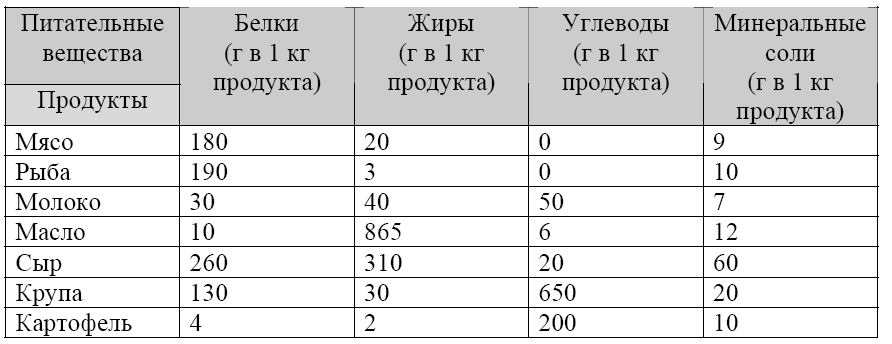 Питательные вещества Белки (г в 1 кг продукта) Жиры (г в 1 кг продукта) Углеводы (г в 1 кг продукта) Минеральные соли (г в 1 кг продукта)
Продукты
Мясо 180 20 0 9
Рыба 190 3 0 10
Молоко 30 40 50 7
Масло 10 865 6 12
Сыр 260 310 20 60
Крупа 130 30 650 20
Картофель 4 2 200 10